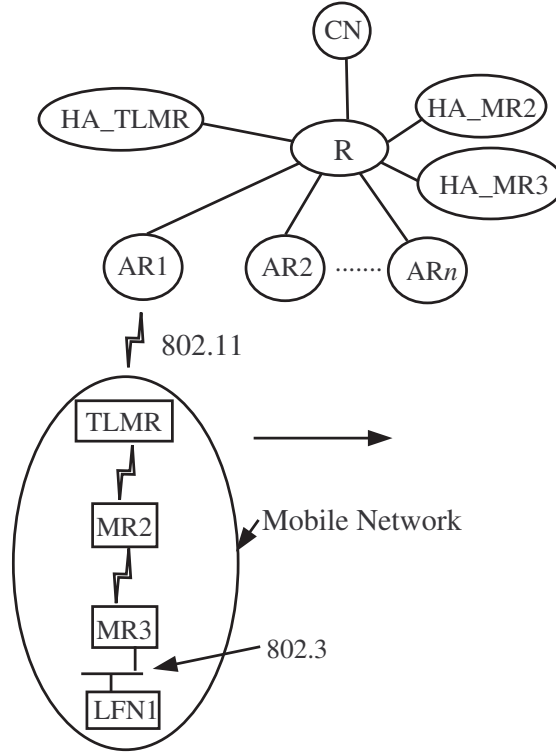 CN
HA_TLMR
HA_MR2
R
HA_MR3
AR1
AR2
.......
ARn
802.11
TLMR
MR2
Mobile Network
MR3
802.3
LFN1